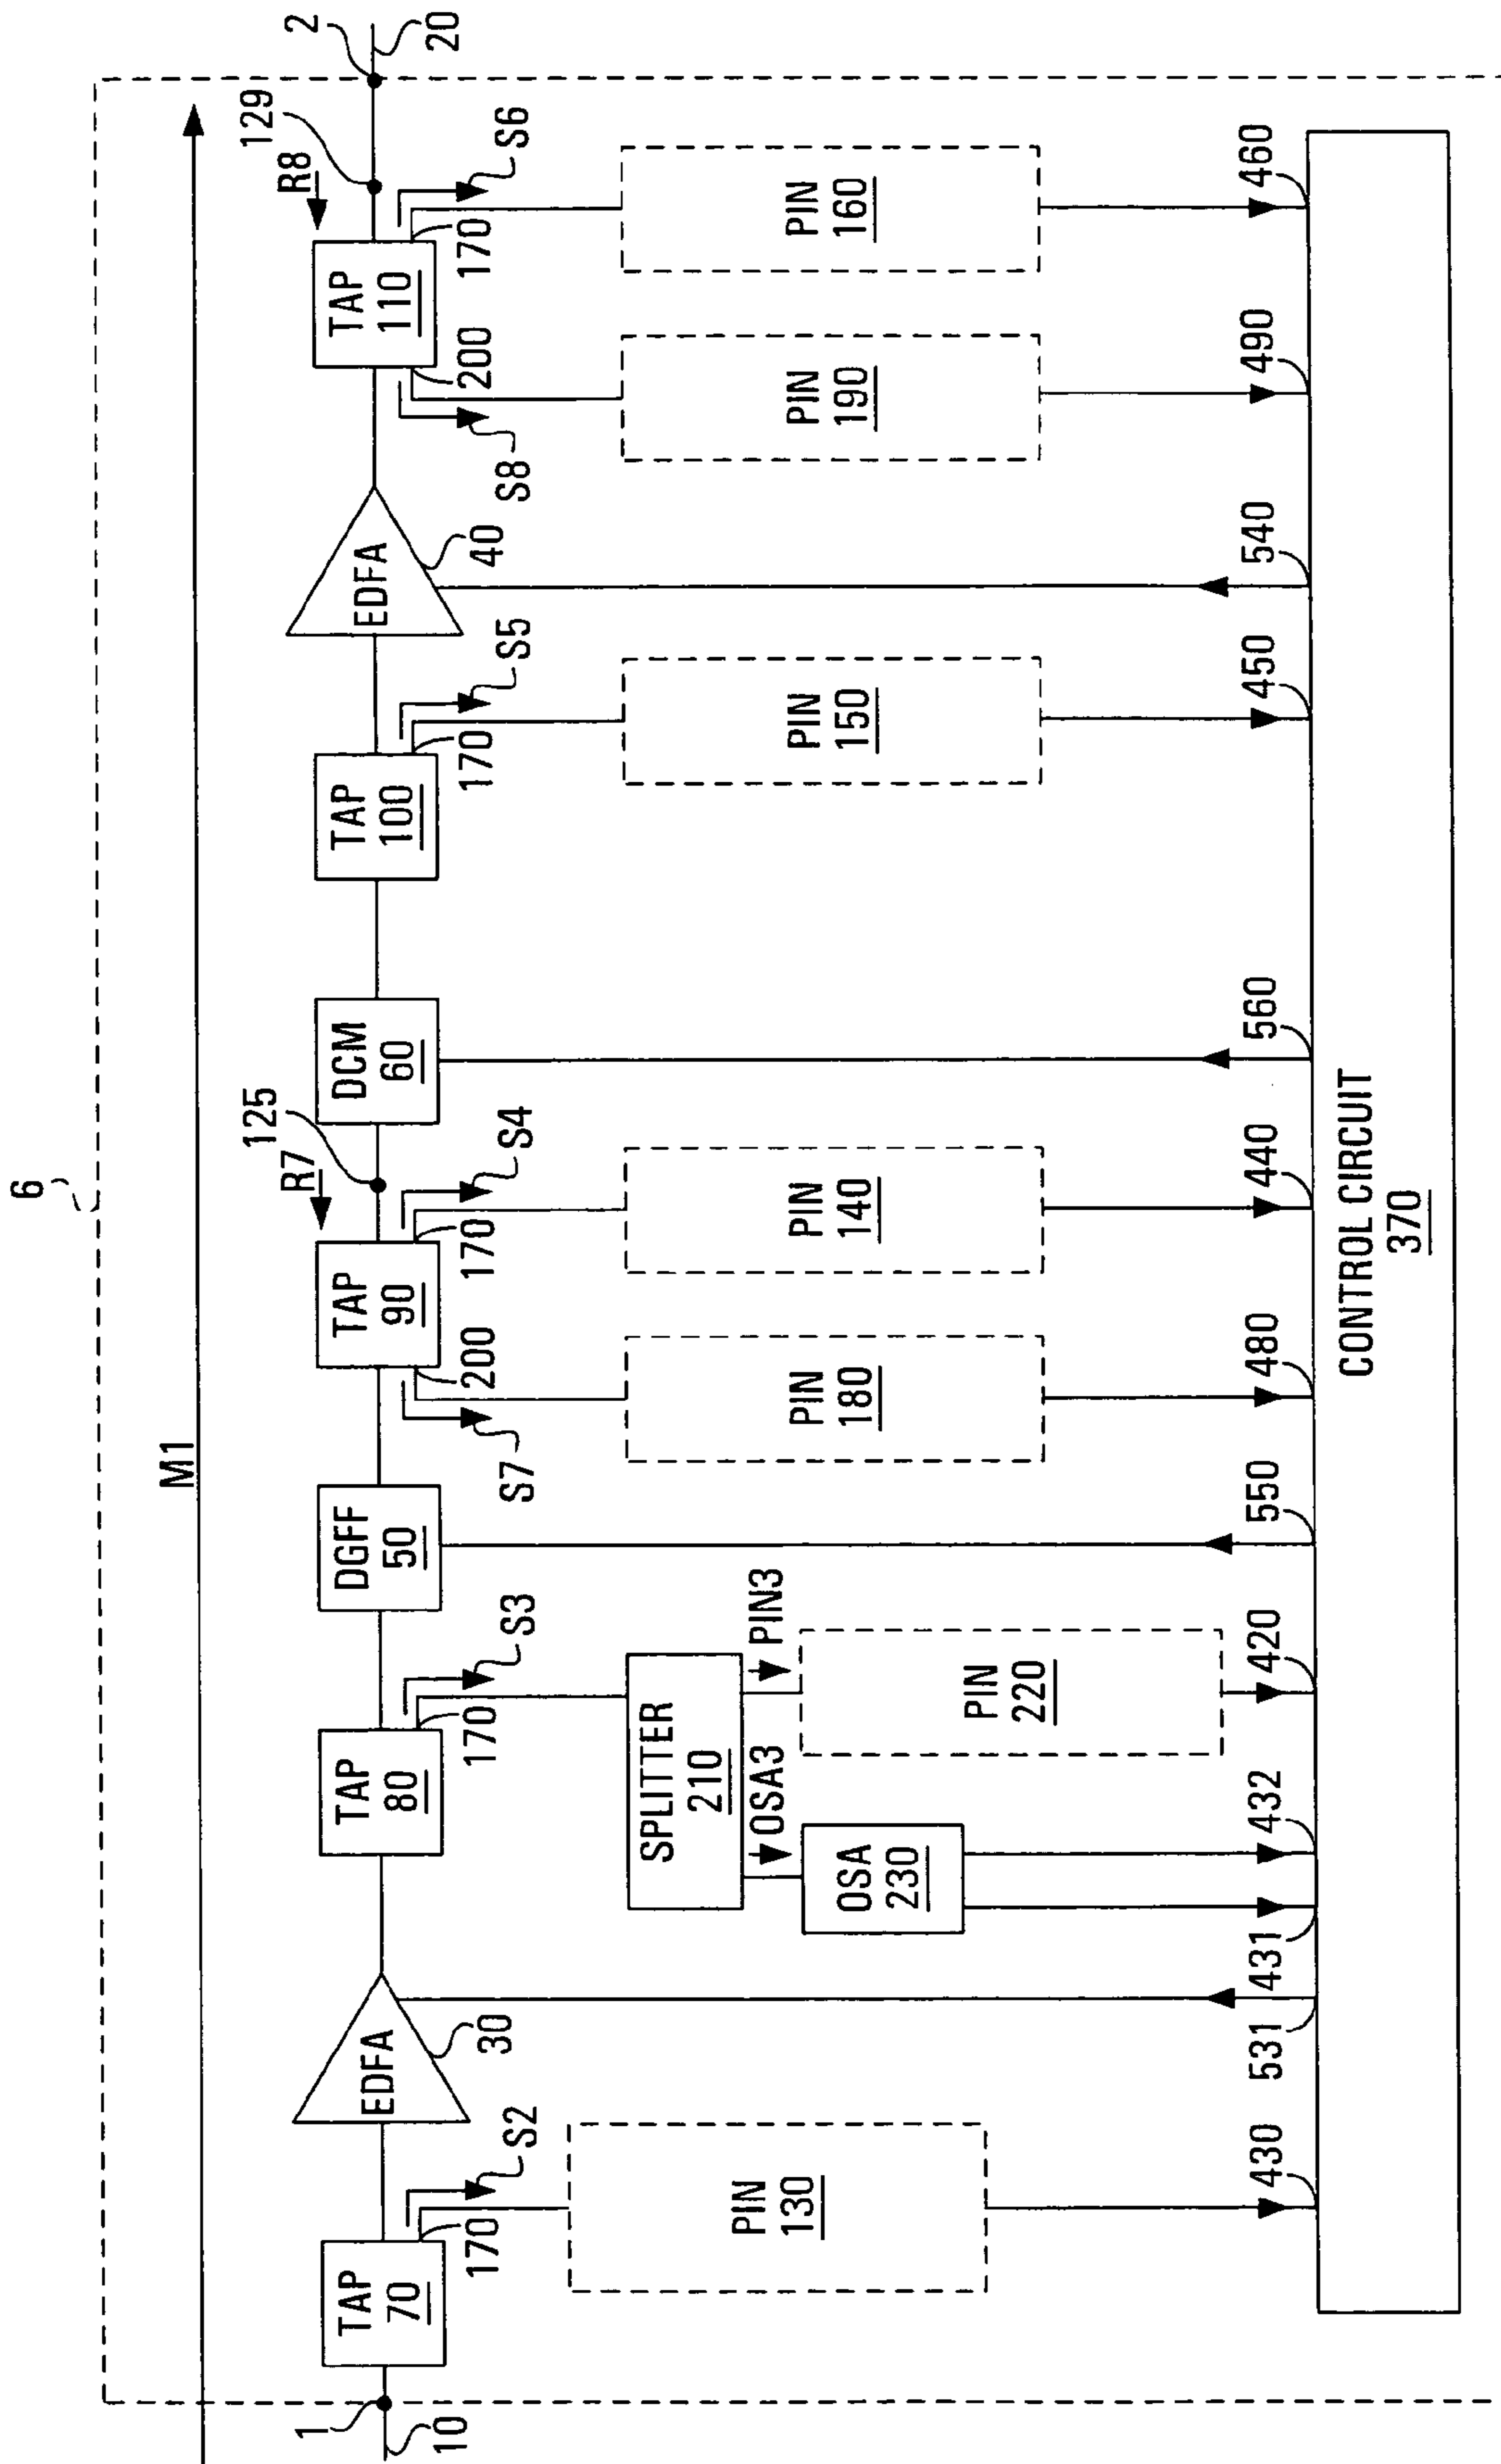 6
M1
R7
125
R8
129
2
20
1
10
TAP
70
EDFA
30
TAP
80
DGFF
50
TAP
90
DCM
60
TAP
100
EDFA
40
TAP
110
170
S2
170
S3
200
S7
170
S4
170
S5
200
S8
170
S6
PIN
130
SPLITTER
210
OSA3
PIN3
OSA
230
PIN
220
PIN
180
PIN
140
PIN
150
PIN
190
PIN
160
430
531
431
432
420
550
480
440
560
450
540
490
460
CONTROL CIRCUIT
370